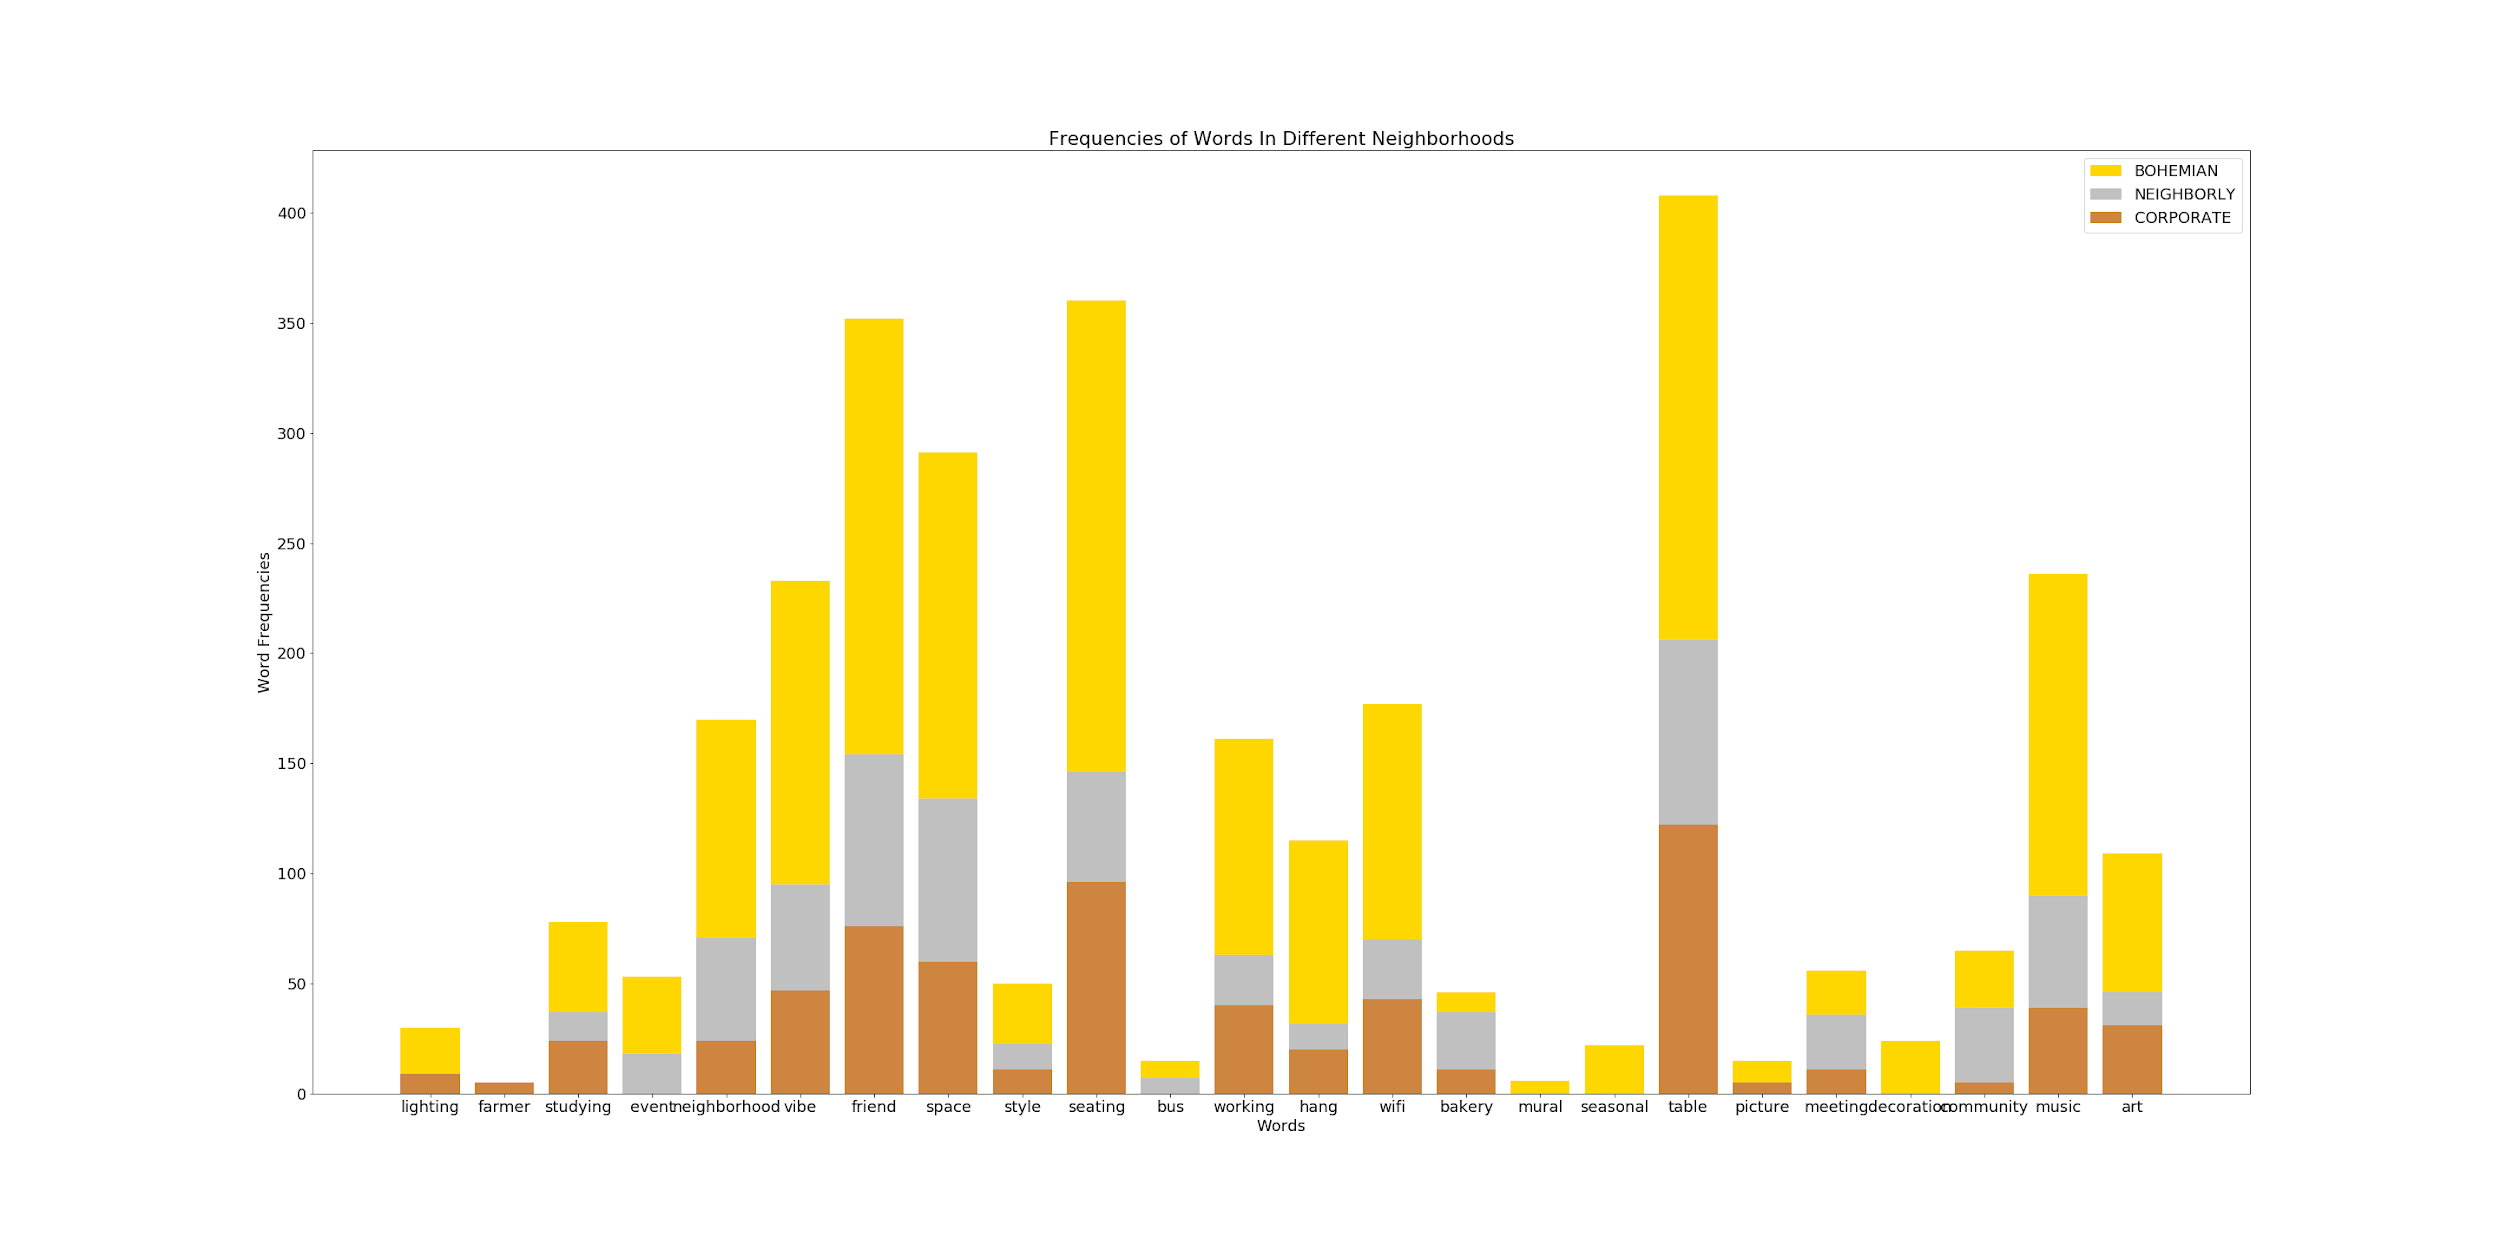 Frequencies of Words In Different Neighborhoods
BOHEMIAN
NEIGHBORLY
CORPORATE
Word Frequencies
400
350
300
250
200
150
100
50
0
lighting farmer studying event neighborhood vibe friend space style seating bus working hang wifi bakery mural seasonal table picture meeting decoration community music art
Words